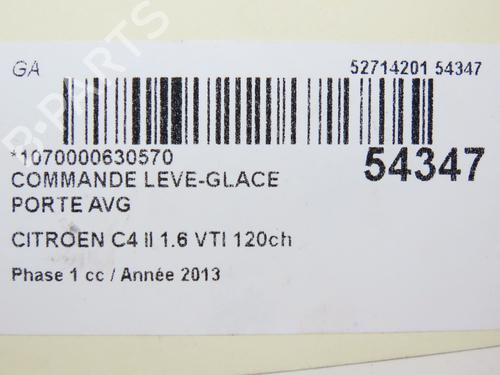 GA
52714201 54347
*1070000630570
54347
COMMANDE LEVE-GLACE
PORTE AVG
CITROEN C4 II 1.6 VTI 120ch
Phase 1 cc / Année 2013
B-PARTS